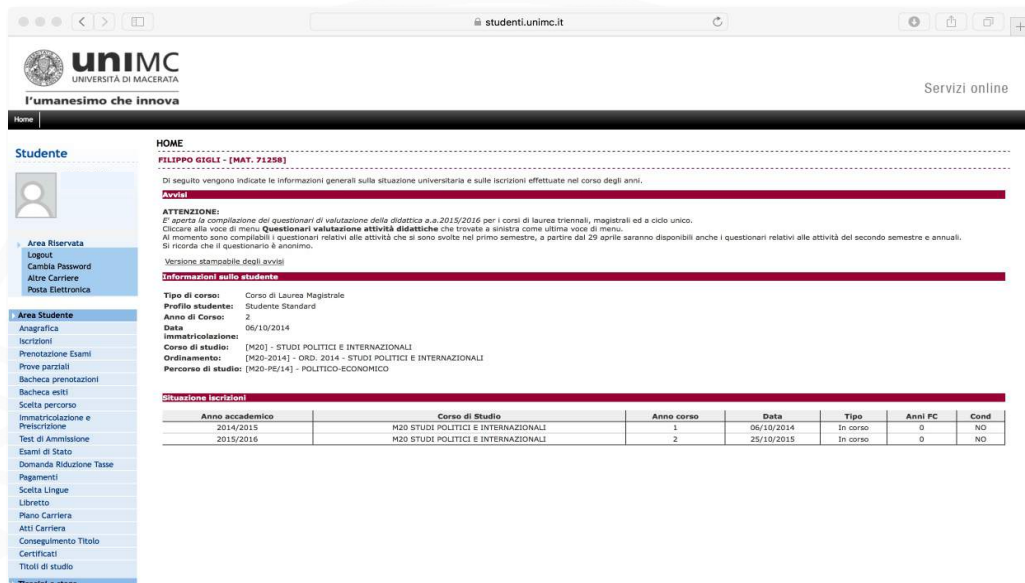 studenti.unimc.it
unIMC
UNIVERSITÀ DI MACERATA
l'umanesimo che innova
Servizi online
Home
Studente
Area Riservata
Logout
Cambia Password
Altre Carriere
Posta Elettronica
Area Studente
Anagrafica
Iscrizioni
Prenotazione Esami
Prove parziali
Bacheca prenotazioni
Bacheca esiti
Scelta percorso
Immatricolazione e
Preiscrizione
Test di Ammissione
Esami di Stato
Domanda Riduzione Tasse
Pagamenti
Scelta Lingue
Libretto
Piano Carriera
Atti Carriera
Conseguimento Titolo
Certificati
Titoli di studio
HOME
FILIPPO GIGLI - [MAT. 71258]
Di seguito vengono indicate le informazioni generali sulla situazione universitaria e sulle iscrizioni effettuate nel corso degli anni.
Avvisi
ATTENZIONE:
E' aperta la compilazione dei questionari di valutazione della didattica a.a.2015/2016 per i corsi di laurea triennali, magistrali ed a ciclo unico.
Cliccare alla voce di menu Questionari valutazione attività didattiche che trovate a sinistra come ultima voce di menu.
Al momento sono compilabili i questionari relativi alle attività che si sono svolte nel primo semestre, a partire dal 29 aprile saranno disponibili anche i questionari relativi alle attività del secondo semestre e annuali.
Si ricorda che il questionario è anonimo.
Versione stampabile degli avvisi
Informazioni sullo studente
Tipo di corso: Corso di Laurea Magistrale
Profilo studente: Studente Standard
Anno di Corso: 2
Data 06/10/2014
immatricolazione:
Corso di studio: [M20] - STUDI POLITICI E INTERNAZIONALI
Ordinamento: [M20-2014] - ORD. 2014 - STUDI POLITICI E INTERNAZIONALI
Percorso di studio: [M20-PE/14] - POLITICO-ECONOMICO
Situazione iscrizioni
Anno accademico Corso di Studio Anno corso Data Tipo Anni FC Cond
2014/2015 M20 STUDI POLITICI E INTERNAZIONALI 1 06/10/2014 In corso 0 NO
2015/2016 M20 STUDI POLITICI E INTERNAZIONALI 2 25/10/2015 In corso 0 NO